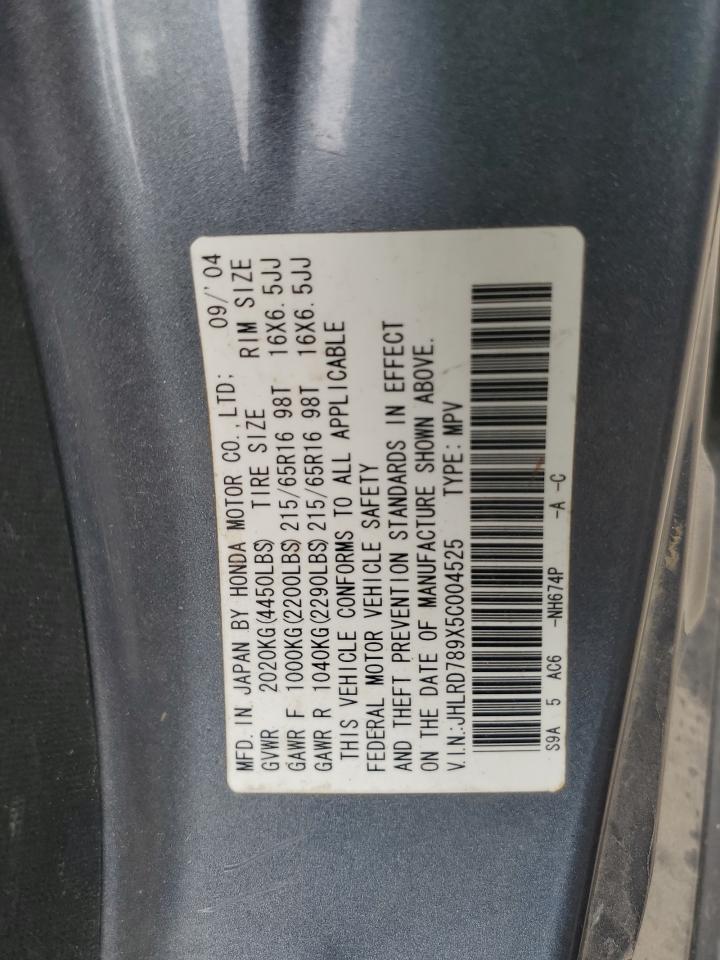 MFD. IN JAPAN BY HONDA MOTOR CO., LTD; 09/'04
GVWR 2020KG(4450LBS) TIRE SIZE RIM SIZE
GAWR F 1000KG(2200LBS) 215/65R16 98T 16X6.5JJ
GAWR R 1040KG(2290LBS) 215/65R16 98T 16X6.5JJ
THIS VEHICLE CONFORMS TO ALL APPLICABLE
FEDERAL MOTOR VEHICLE SAFETY
AND THEFT PREVENTION STANDARDS IN EFFECT
ON THE DATE OF MANUFACTURE SHOWN ABOVE.
V.I.N:JHLRD789X5C004525 TYPE:MPV
S9A 5 AC6 -NH674P -A -C